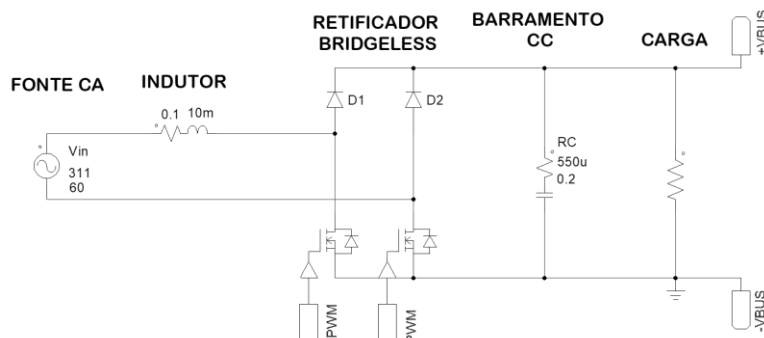 RETIFICADOR
BRIDGELESS
BARRAMENTO
CC
CARGA
+VBUS
FONTE CA
INDUTOR
0.1 10m
D1
D2
Vin
311
60
RC
550u
0.2
PWM
PWM
-VBUS